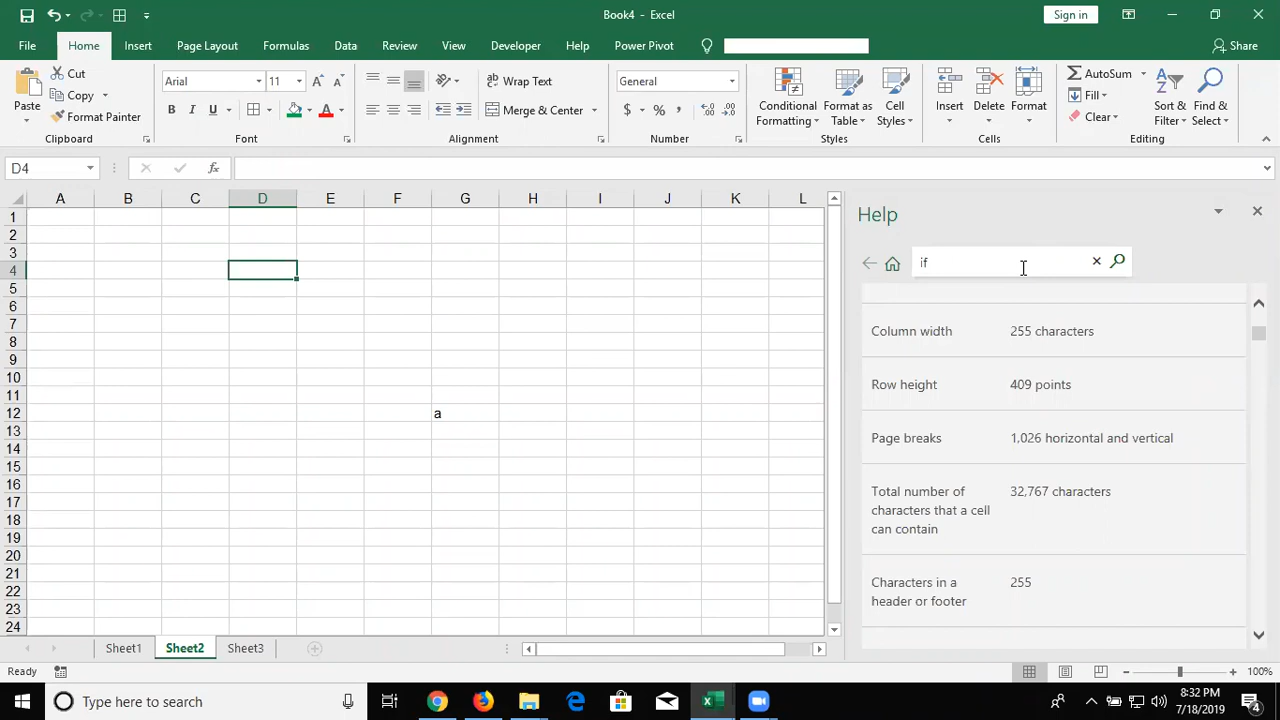 Book4 - Excel
Sign in
File Home Insert Page Layout Formulas Data Review View Developer Help Power Pivot Share
Paste
Cut
Copy
Format Painter
Clipboard
Arial 11
B I U A
Font
Wrap Text
Merge & Center
Alignment
General
$ % ,
Number
Conditional Formatting
Format as Table
Cell Styles
Styles
Insert Delete Format
Cells
AutoSum
Fill
Clear
Sort & Filter
Find & Select
Editing
D4 fx
A B C D E F G H I J K L
1
2
3
4
5
6
7
8
9
10
11
12 a
13
14
15
16
17
18
19
20
21
22
23
24
Help
if
Column width 255 characters
Row height 409 points
Page breaks 1,026 horizontal and vertical
Total number of 32,767 characters
characters that a cell
can contain
Characters in a 255
header or footer
Sheet1 Sheet2 Sheet3
Ready 100%
Type here to search
8:32 PM
7/18/2019
4